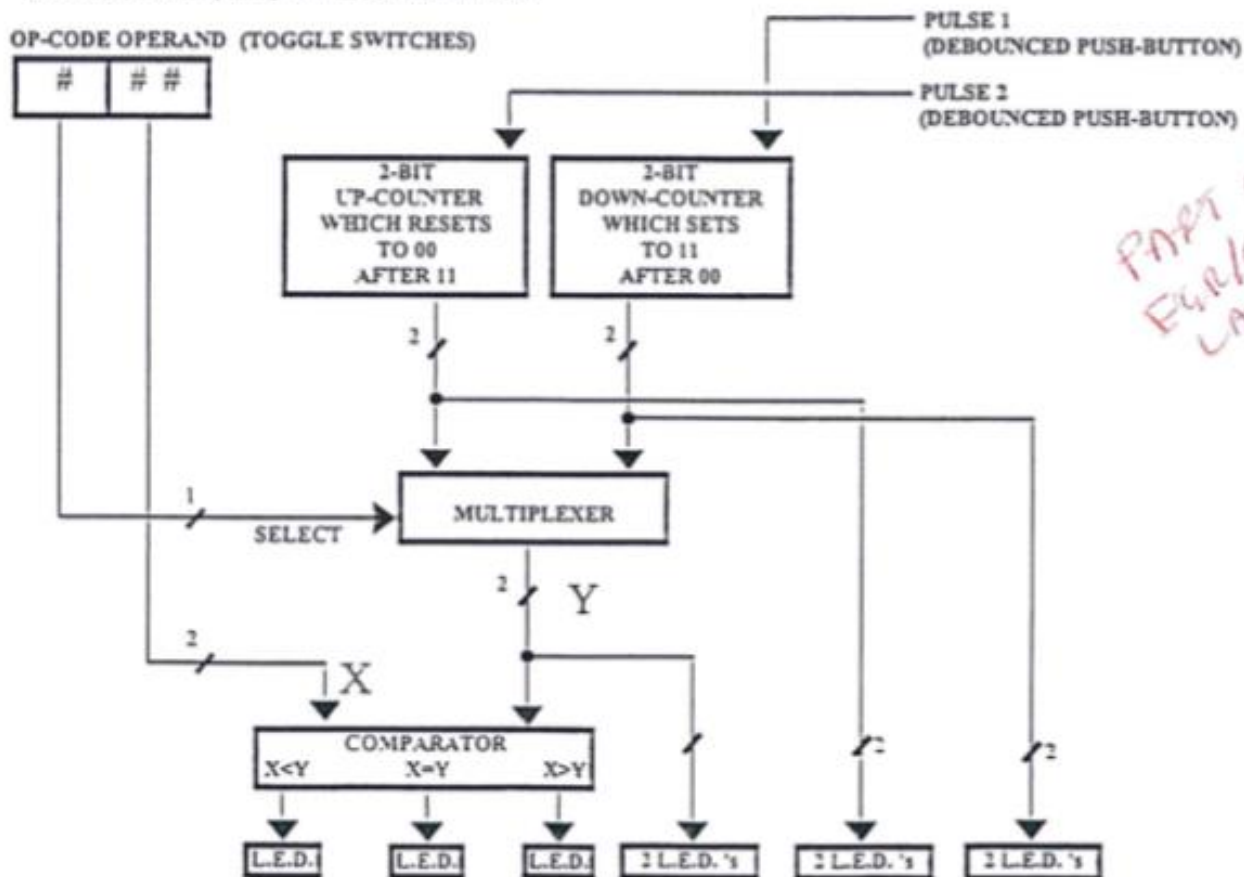 OP-CODE OPERAND (TOGGLE SWITCHES)
# # #
PULSE 1
(DEBOUNCED PUSH-BUTTON)
PULSE 2
(DEBOUNCED PUSH-BUTTON)
2-BIT
UP-COUNTER
WHICH RESETS
TO 00
AFTER 11
2-BIT
DOWN-COUNTER
WHICH SETS
TO 11
AFTER 00
PART
2
2
1
SELECT
MULTIPLEXER
2
Y
2
X
COMPARATOR
X<Y X=Y X>Y
2
2
L.E.D.
L.E.D.
L.E.D.
2 L.E.D.'s
2 L.E.D.'s
2 L.E.D.'s